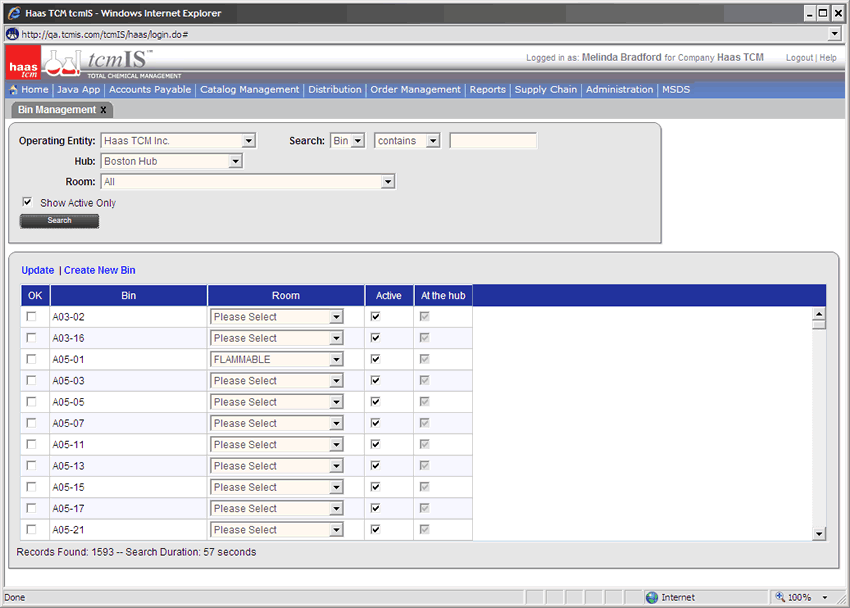 Haas TCM tcmIS - Windows Internet Explorer
http://qa.tcmis.com/tcmIS/haas/login.do#
haas tcm tcmIS™ TOTAL CHEMICAL MANAGEMENT
Logged in as: Melinda Bradford for Company Haas TCM Logout | Help
Home | Java App | Accounts Payable | Catalog Management | Distribution | Order Management | Reports | Supply Chain | Administration | MSDS
Bin Management X
Operating Entity: Haas TCM Inc. Search: Bin contains
Hub: Boston Hub
Room: All
Show Active Only
Search
Update | Create New Bin
OK Bin Room Active At the hub
A03-02 Please Select
A03-16 Please Select
A05-01 FLAMMABLE
A05-03 Please Select
A05-05 Please Select
A05-07 Please Select
A05-11 Please Select
A05-13 Please Select
A05-15 Please Select
A05-17 Please Select
A05-21 Please Select
Records Found: 1593 -- Search Duration: 57 seconds
Done Internet 100%